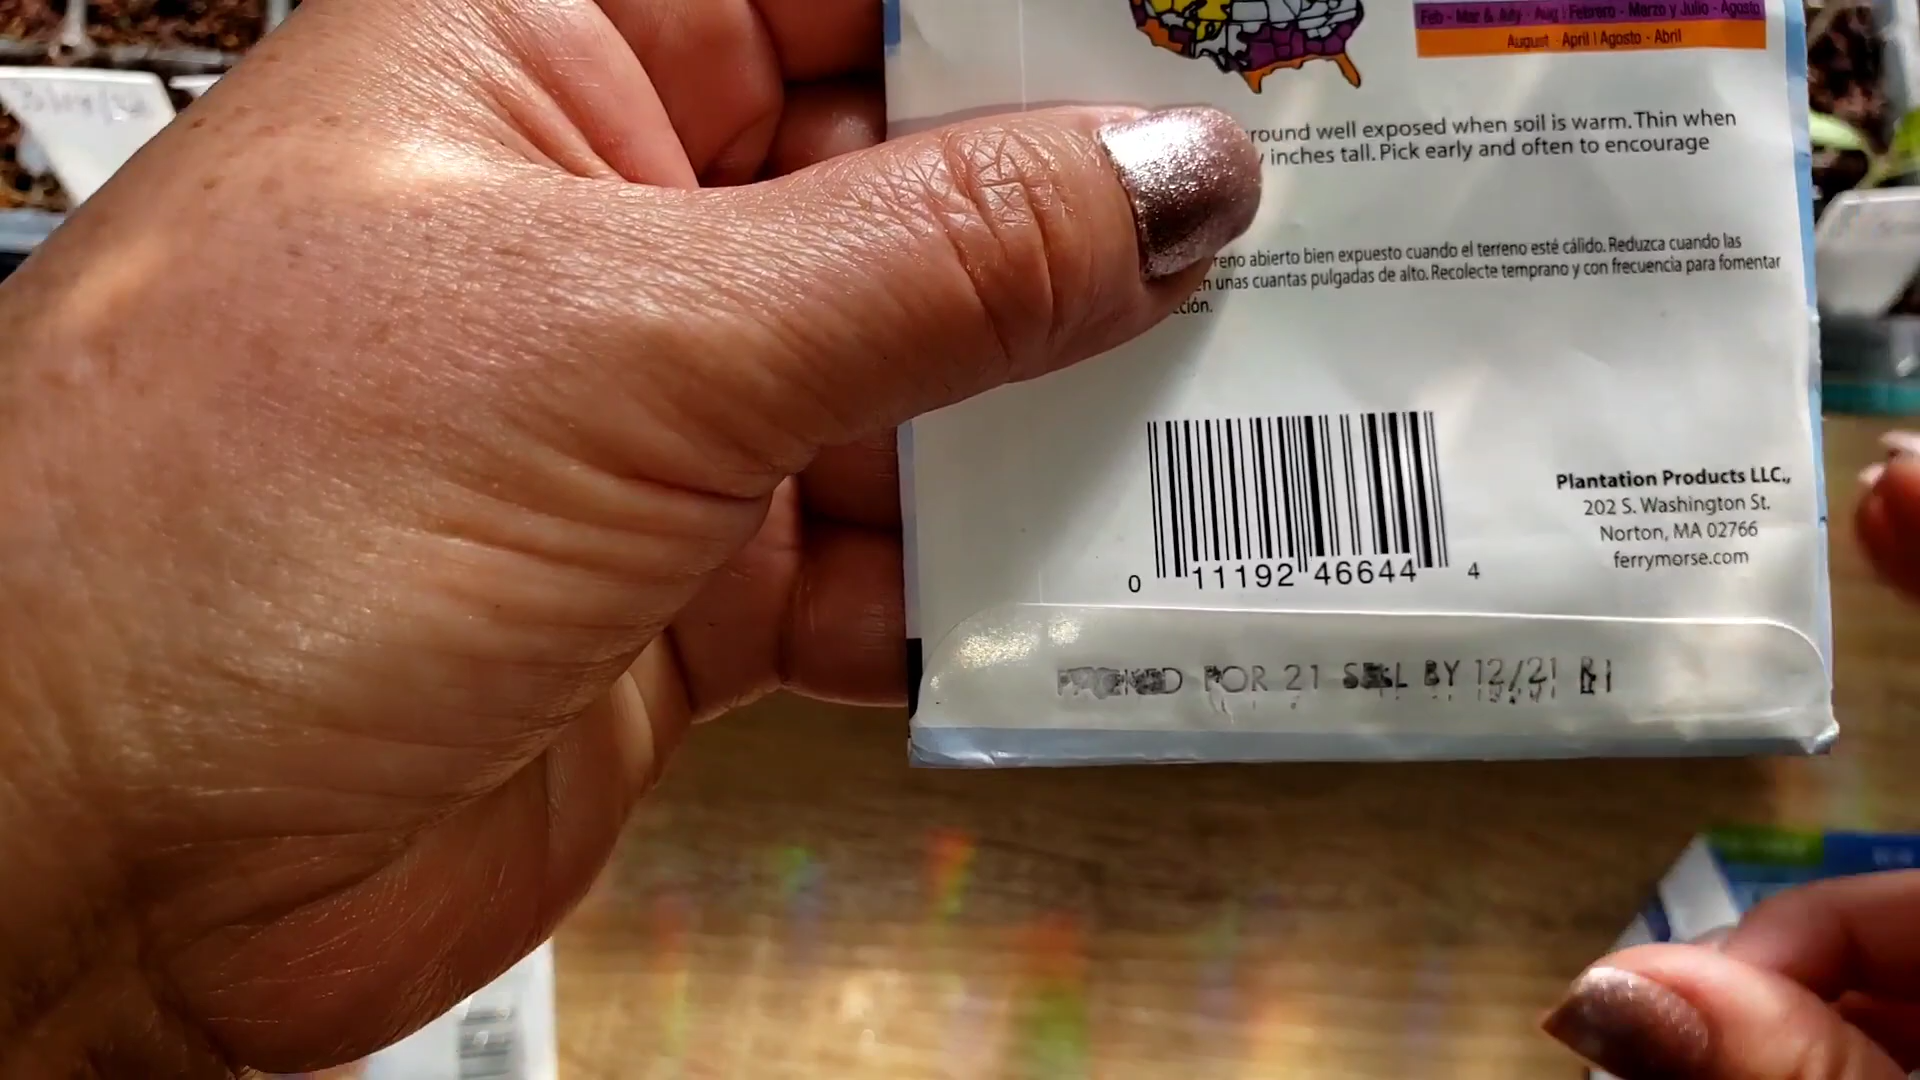 Feb - Mar & July - Aug | Febrero - Marzo y Julio - Agosto
August - April | Agosto - Abril
round well exposed when soil is warm. Thin when
inches tall. Pick early and often to encourage
reno abierto bien expuesto cuando el terreno esté cálido. Reduzca cuando las
en unas cuantas pulgadas de alto. Recolecte temprano y con frecuencia para fomentar
cción.
Plantation Products LLC.,
202 S. Washington St.
Norton, MA 02766
ferrymorse.com
0 11192 46644 4
PACKED FOR 21 SELL BY 12/21